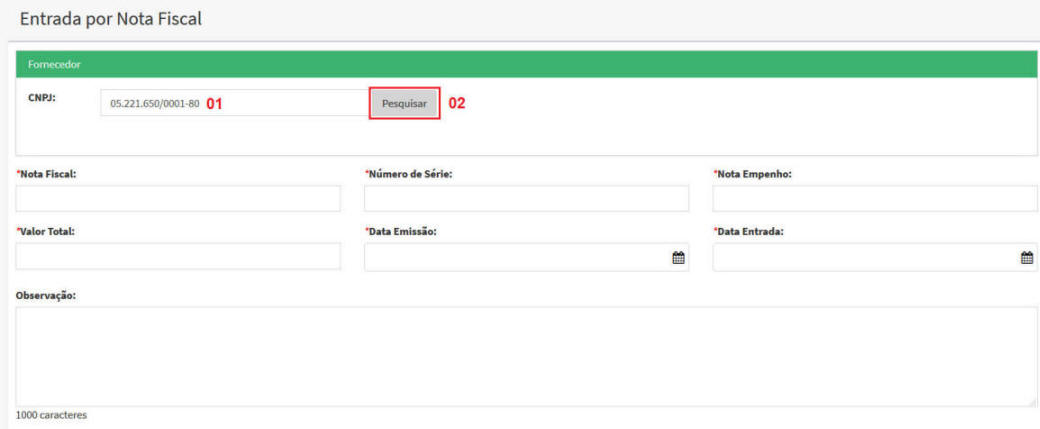 Entrada por Nota Fiscal
Fornecedor
CNPJ: 05.221.650/0001-80 01 Pesquisar 02
*Nota Fiscal: *Número de Série: *Nota Empenho:
*Valor Total: *Data Emissão: *Data Entrada:
Observação:
1000 caracteres